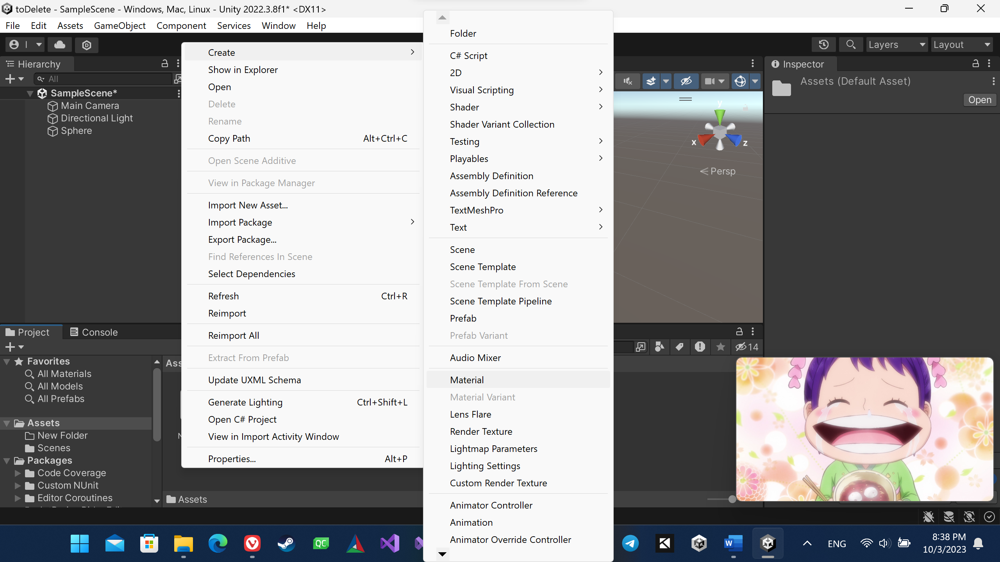 toDelete - SampleScene - Windows, Mac, Linux - Unity 2022.3.8f1* <DX11>
File Edit Assets GameObject Component Services Window Help
Layers Layout
Hierarchy
All
SampleScene*
Main Camera
Directional Light
Sphere
Create
Show in Explorer
Open
Delete
Rename
Copy Path Alt+Ctrl+C
Open Scene Additive
View in Package Manager
Import New Asset...
Import Package
Export Package...
Find References In Scene
Select Dependencies
Refresh Ctrl+R
Reimport
Reimport All
Extract From Prefab
Update UXML Schema
Generate Lighting Ctrl+Shift+L
Open C# Project
View in Import Activity Window
Properties... Alt+P
Folder
C# Script
2D
Visual Scripting
Shader
Shader Variant Collection
Testing
Playables
Assembly Definition
Assembly Definition Reference
TextMeshPro
Text
Scene
Scene Template
Scene Template From Scene
Scene Template Pipeline
Prefab
Prefab Variant
Audio Mixer
Material
Material Variant
Lens Flare
Render Texture
Lightmap Parameters
Lighting Settings
Custom Render Texture
Animator Controller
Animation
Animator Override Controller
y
x
z
Persp
Inspector
Assets (Default Asset)
Open
Project Console
14
Favorites
All Materials
All Models
All Prefabs
Assets
New Folder
Scenes
Packages
Code Coverage
Custom NUnit
Editor Coroutines
Ass
Assets
QC
W
ENG
8:38 PM
10/3/2023